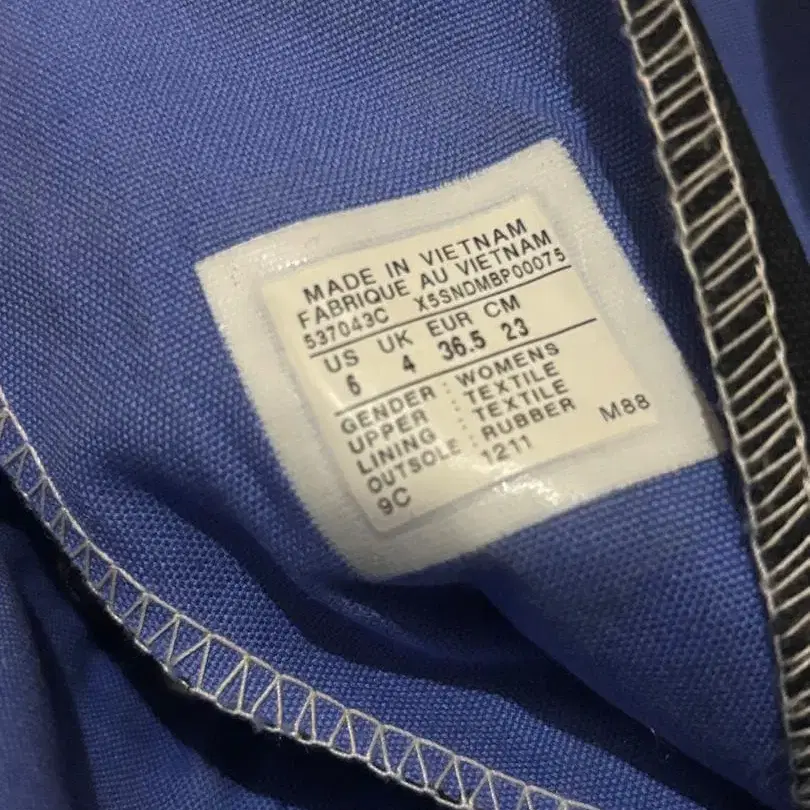 MADE IN VIETNAM
FABRIQUE AU VIETNAM
537043C X5SNDMBP00075
US UK EUR CM
6 4 36.5 23
GENDER : WOMENS
UPPER : TEXTILE
LINING : TEXTILE
OUTSOLE : RUBBER M88
9C 1211